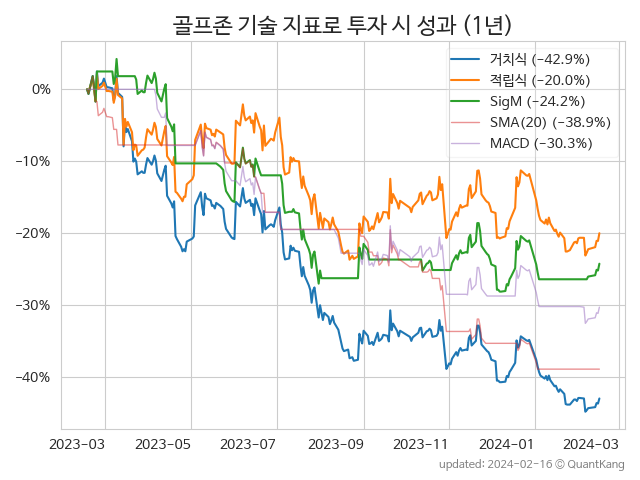 골프존 기술 지표로 투자 시 성과 (1년)
거치식 (−42.9%)
적립식 (−20.0%)
SigM (−24.2%)
SMA(20) (−38.9%)
MACD (−30.3%)
0%
−10%
−20%
−30%
−40%
2023-03 2023-05 2023-07 2023-09 2023-11 2024-01 2024-03
updated: 2024-02-16 © QuantKang